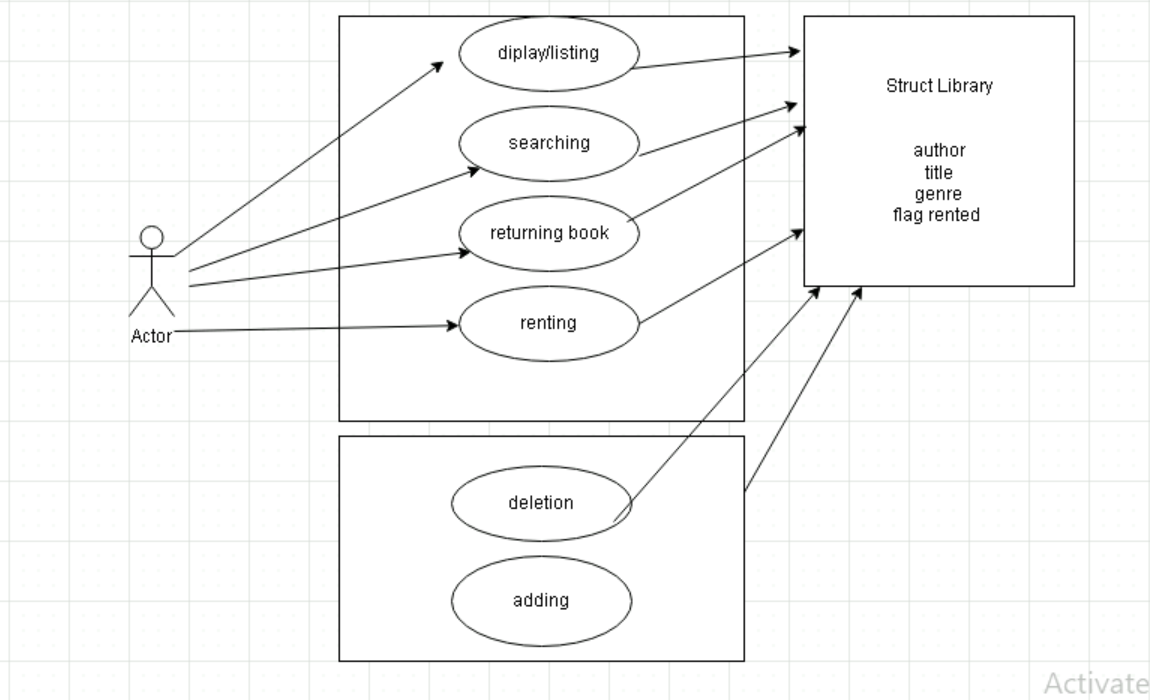 diplay/listing
searching
returning book
renting
Actor
deletion
adding
Struct Library
author
title
genre
flag rented
Activate